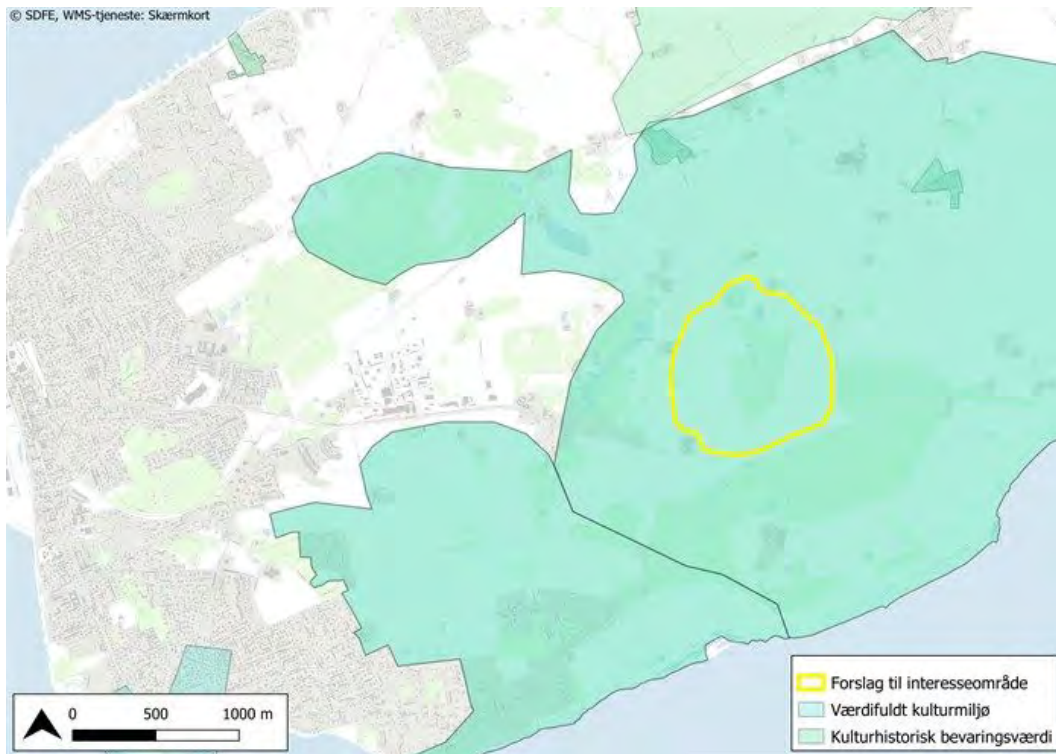 © SDFE, WMS-tjeneste: Skærmkort
0 500 1000 m
Forslag til interesseområde
Værdifuldt kulturmiljø
Kulturhistorisk bevaringsværdi